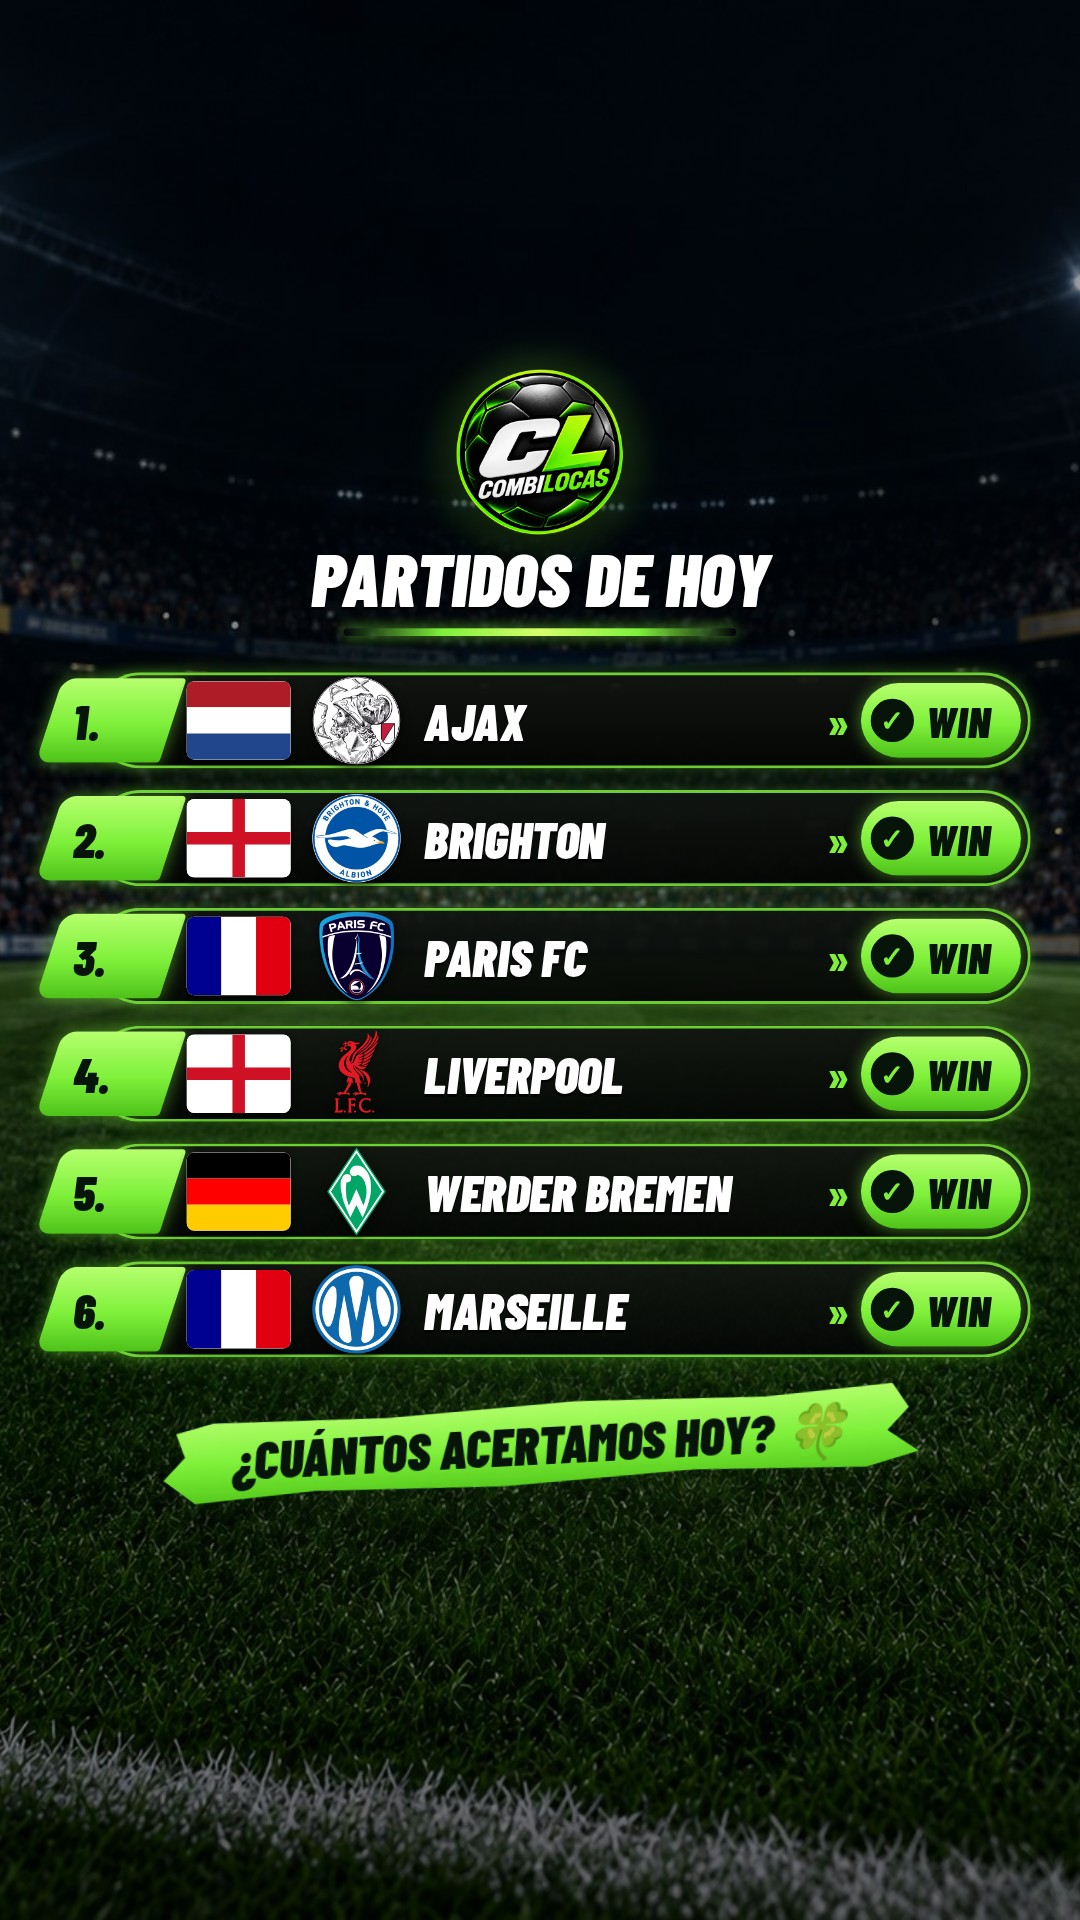 CL
COMBILOCAS
PARTIDOS DE HOY
1. AJAX » ✓ WIN
2. BRIGHTON & HOVE ALBION BRIGHTON » ✓ WIN
3. PARIS FC PARIS FC » ✓ WIN
4. L.F.C. LIVERPOOL » ✓ WIN
5. W WERDER BREMEN » ✓ WIN
6. M MARSEILLE » ✓ WIN
¿CUÁNTOS ACERTAMOS HOY? 🍀